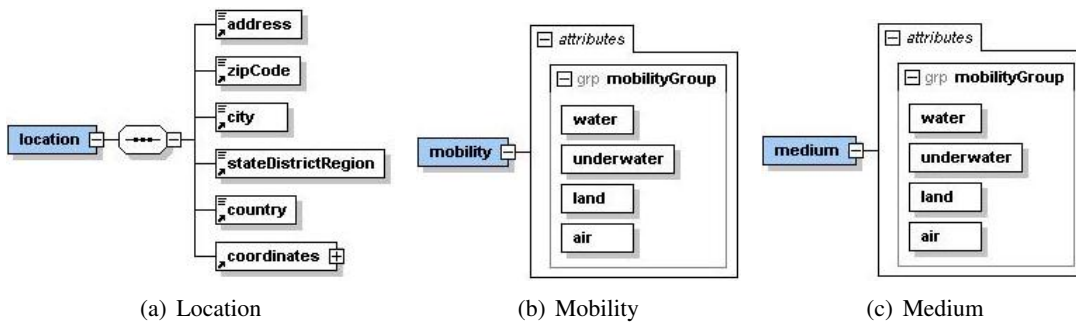 location
address
zipCode
city
stateDistrictRegion
country
coordinates
(a) Location
mobility
attributes
grp mobilityGroup
water
underwater
land
air
(b) Mobility
medium
attributes
grp mobilityGroup
water
underwater
land
air
(c) Medium